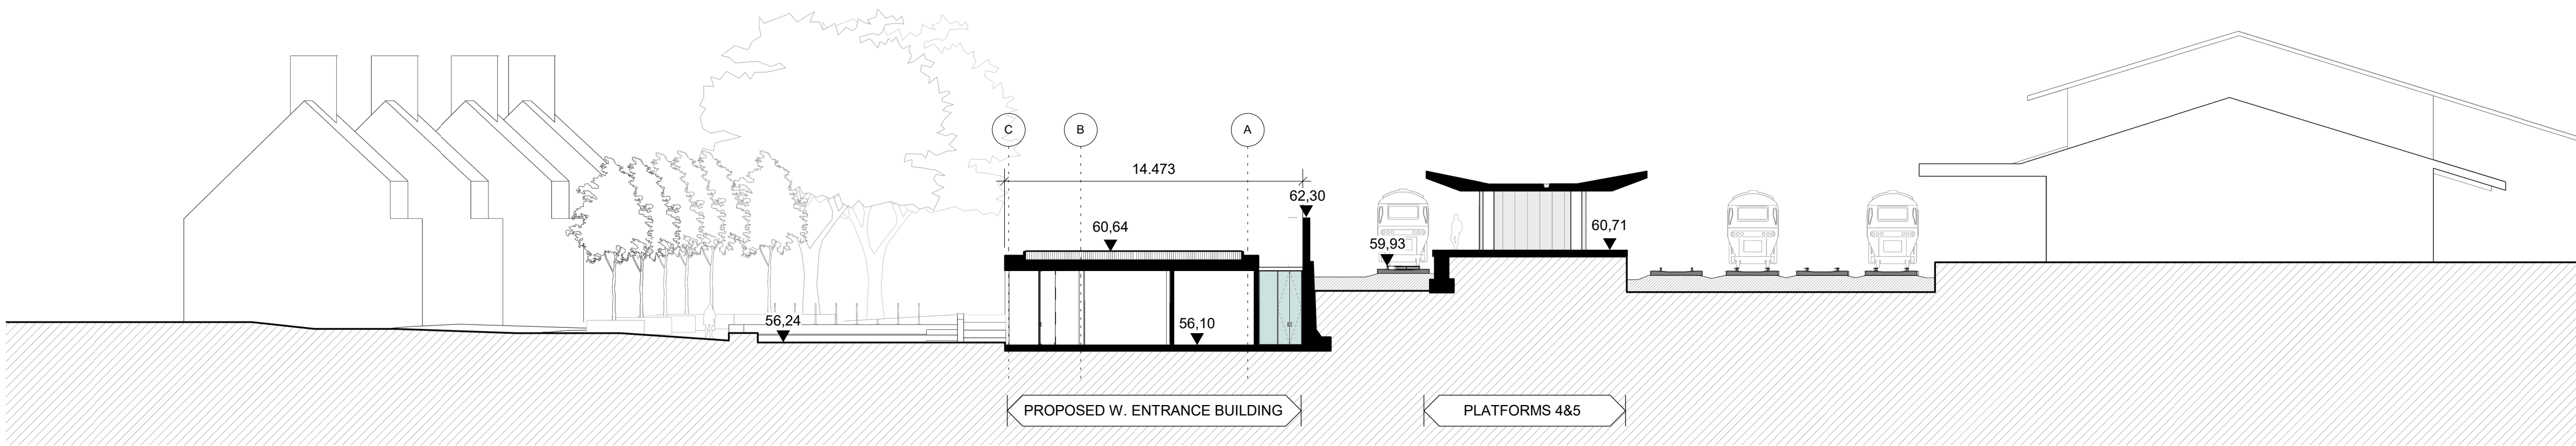 C
B
A
14.473
62,30
60,64
60,71
59,93
56,24
56,10
PROPOSED W. ENTRANCE BUILDING
PLATFORMS 4&5